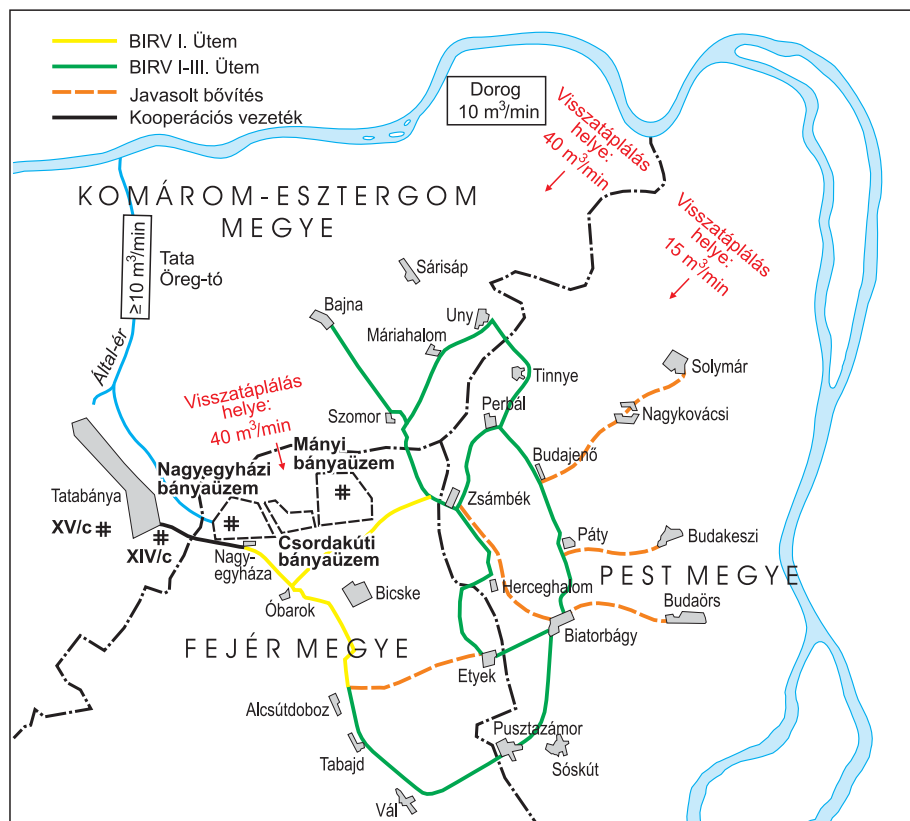 BIRV I. Ütem
BIRV I-III. Ütem
Javasolt bővítés
Kooperációs vezeték
Dorog
10 m³/min
Visszatáplálás
helye:
40 m³/min
Visszatáplálás
helye:
15 m³/min
KOMÁROM-ESZTERGOM
MEGYE
≥10 m³/min
Tata
Öreg-tó
Által-ér
Sárisáp
Bajna
Uny
Máriahalom
Tinnye
Solymár
Nagykovácsi
Szomor
Perbál
Budajenő
Visszatáplálás
helye:
40 m³/min
Mányi
bányaüzem
Nagyegyházi
bányaüzem
Csordakúti
bányaüzem
Tatabánya
XV/c
XIV/c
Nagy-
egyháza
Zsámbék
Páty
Budakeszi
PEST MEGYE
Óbarok
Bicske
Herceghalom
Budaörs
Biatorbágy
FEJÉR MEGYE
Etyek
Alcsútdoboz
Pusztazámor
Tabajd
Sóskút
Vál